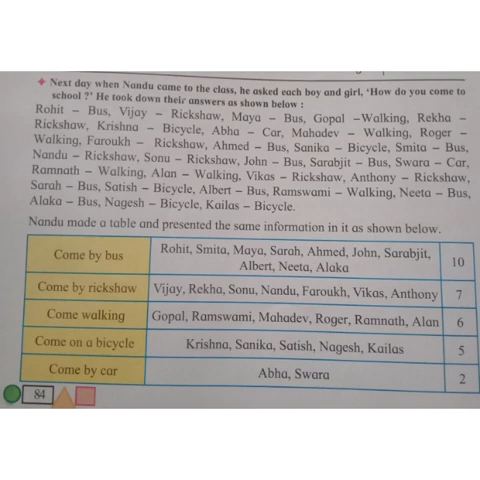 Next day when Nandu came to the class, he asked each boy and girl, ‘How do you come to
school ?’ He took down their answers as shown below :
Rohit – Bus, Vijay – Rickshaw, Maya – Bus, Gopal –Walking, Rekha –
Rickshaw, Krishna – Bicycle, Abha – Car, Mahadev – Walking, Roger –
Walking, Faroukh – Rickshaw, Ahmed – Bus, Sanika – Bicycle, Smita – Bus,
Nandu – Rickshaw, Sonu – Rickshaw, John – Bus, Sarabjit – Bus, Swara – Car,
Ramnath – Walking, Alan – Walking, Vikas – Rickshaw, Anthony – Rickshaw,
Sarah – Bus, Satish – Bicycle, Albert – Bus, Ramswami – Walking, Neeta – Bus,
Alaka – Bus, Nagesh – Bicycle, Kailas – Bicycle.
Nandu made a table and presented the same information in it as shown below.
Come by bus
Rohit, Smita, Maya, Sarah, Ahmed, John, Sarabjit,
Albert, Neeta, Alaka
10
Come by rickshaw
Vijay, Rekha, Sonu, Nandu, Faroukh, Vikas, Anthony
7
Come walking
Gopal, Ramswami, Mahadev, Roger, Ramnath, Alan
6
Come on a bicycle
Krishna, Sanika, Satish, Nagesh, Kailas
5
Come by car
Abha, Swara
2
84